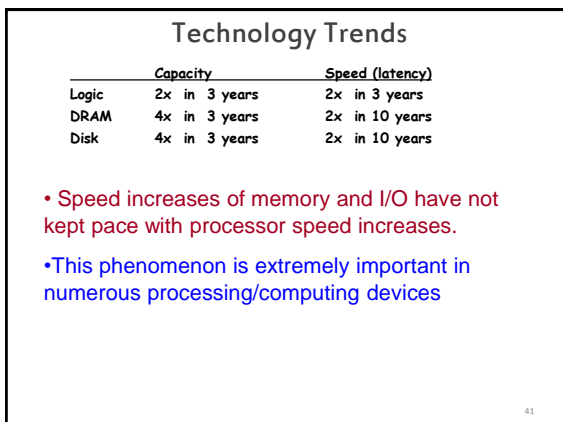 Technology Trends
Capacity Speed (latency)
Logic 2x in 3 years 2x in 3 years
DRAM 4x in 3 years 2x in 10 years
Disk 4x in 3 years 2x in 10 years
• Speed increases of memory and I/O have not
kept pace with processor speed increases.
•This phenomenon is extremely important in
numerous processing/computing devices
41